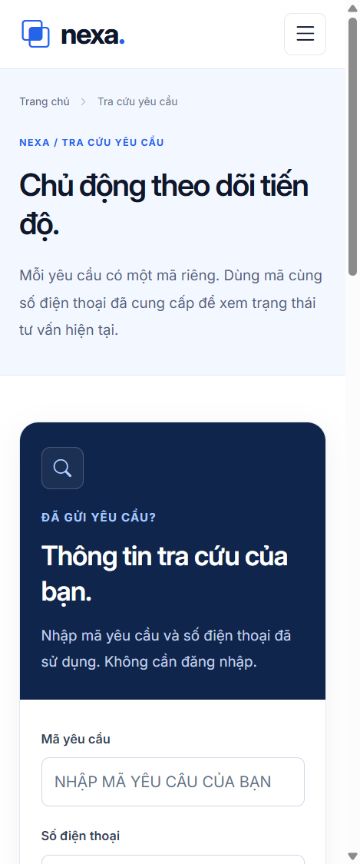 nexa.
Trang chủ > Tra cứu yêu cầu
NEXA / TRA CỨU YÊU CẦU
Chủ động theo dõi tiến
độ.
Mỗi yêu cầu có một mã riêng. Dùng mã cùng
số điện thoại đã cung cấp để xem trạng thái
tư vấn hiện tại.
ĐÃ GỬI YÊU CẦU?
Thông tin tra cứu của
bạn.
Nhập mã yêu cầu và số điện thoại đã
sử dụng. Không cần đăng nhập.
Mã yêu cầu
NHẬP MÃ YÊU CẦU CỦA BẠN
Số điện thoại